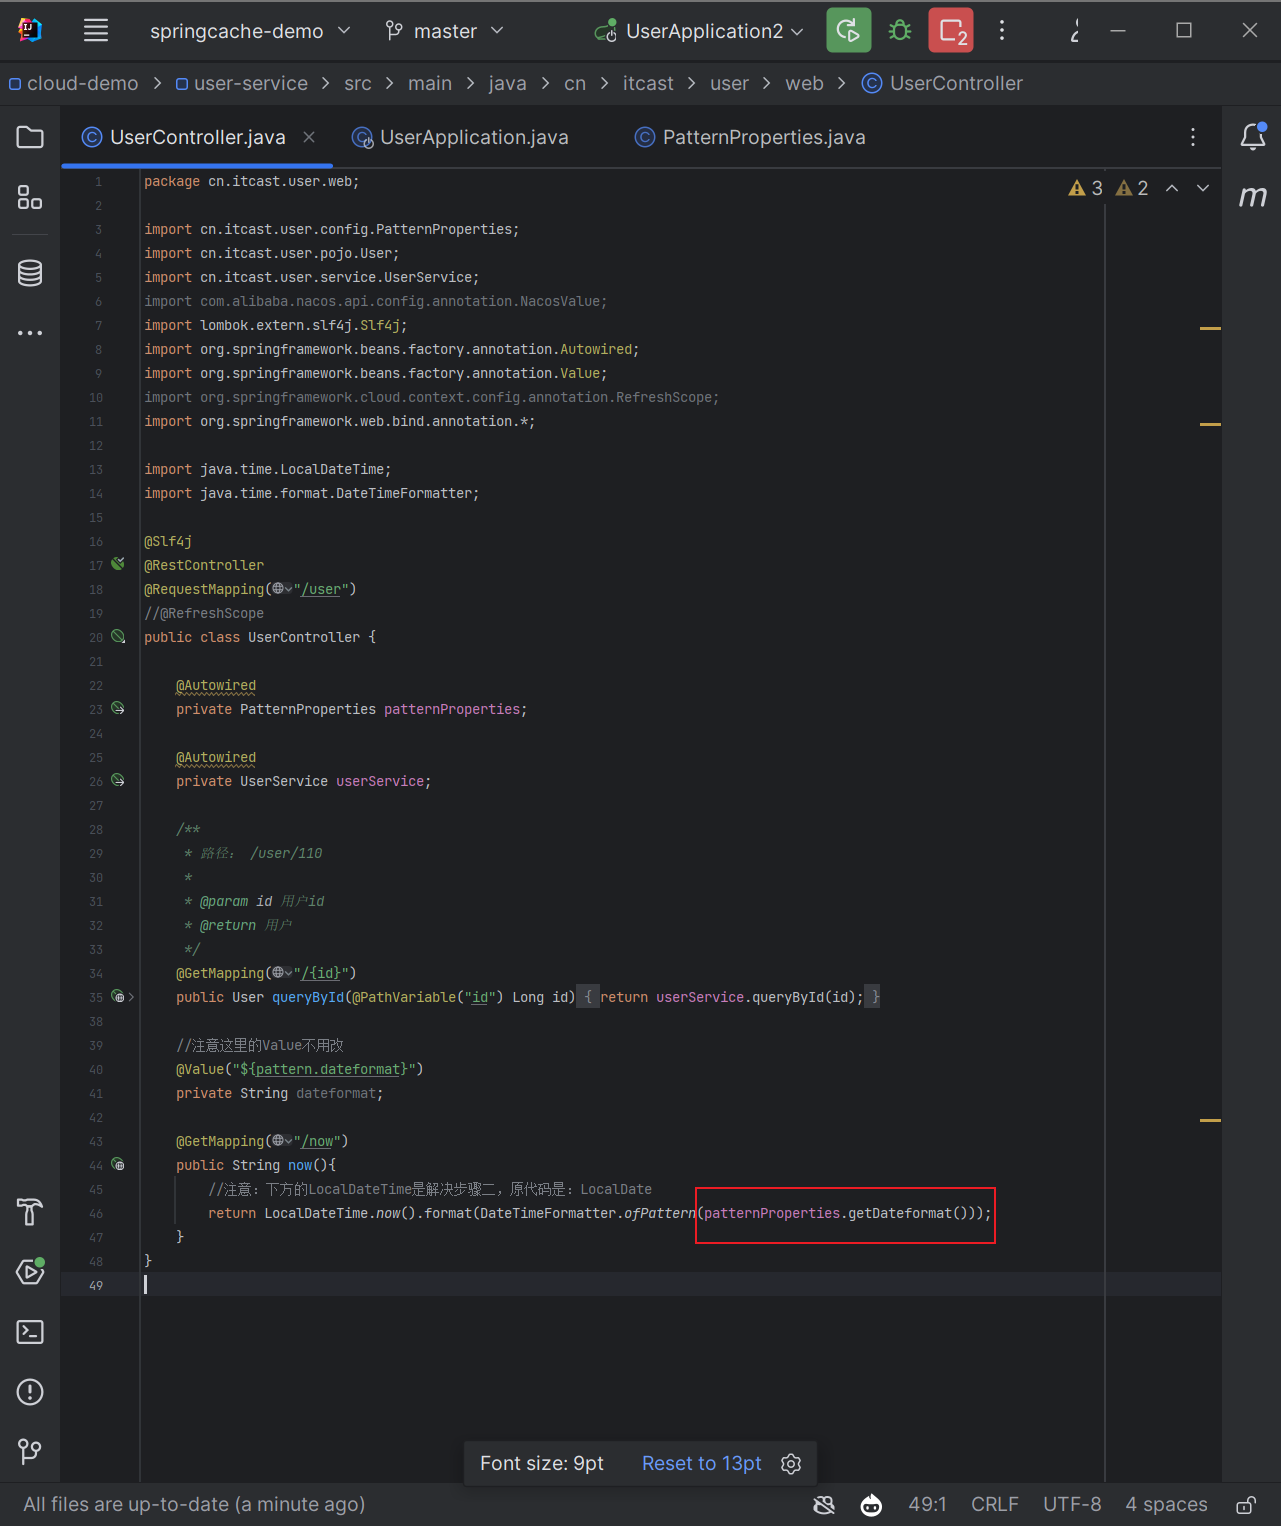 springcache-demo
master
UserApplication2
2
cloud-demo
user-service
src
main
java
cn
itcast
user
web
UserController
UserController.java
UserApplication.java
PatternProperties.java
3
2
m
1 package cn.itcast.user.web;
2
3 import cn.itcast.user.config.PatternProperties;
4 import cn.itcast.user.pojo.User;
5 import cn.itcast.user.service.UserService;
6 import com.alibaba.nacos.api.config.annotation.NacosValue;
7 import lombok.extern.slf4j.Slf4j;
8 import org.springframework.beans.factory.annotation.Autowired;
9 import org.springframework.beans.factory.annotation.Value;
10 import org.springframework.cloud.context.config.annotation.RefreshScope;
11 import org.springframework.web.bind.annotation.*;
12
13 import java.time.LocalDateTime;
14 import java.time.format.DateTimeFormatter;
15
16 @Slf4j
17 @RestController
18 @RequestMapping("/user")
19 //@RefreshScope
20 public class UserController {
21
22 @Autowired
23 private PatternProperties patternProperties;
24
25 @Autowired
26 private UserService userService;
27
28 /**
29 * 路径： /user/110
30 *
31 * @param id 用户id
32 * @return 用户
33 */
34 @GetMapping("/{id}")
35 public User queryById(@PathVariable("id") Long id) { return userService.queryById(id); }
38
39 //注意这里的Value不用改
40 @Value("${pattern.dateformat}")
41 private String dateformat;
42
43 @GetMapping("/now")
44 public String now(){
45 //注意：下方的LocalDateTime是解决步骤二，原代码是：LocalDate
46 return LocalDateTime.now().format(DateTimeFormatter.ofPattern(patternProperties.getDateformat()));
47 }
48 }
49
Font size: 9pt Reset to 13pt
All files are up-to-date (a minute ago)
49:1 CRLF UTF-8 4 spaces